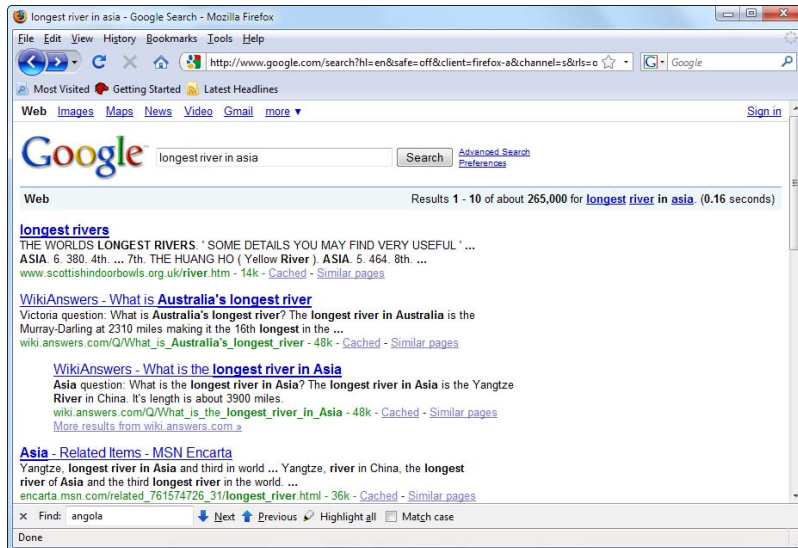 longest river in asia - Google Search - Mozilla Firefox
File Edit View History Bookmarks Tools Help
http://www.google.com/search?hl=en&safe=off&client=firefox-a&channel=s&rls=o
Google
Most Visited Getting Started Latest Headlines
Web Images Maps News Video Gmail more ▼ Sign in
Google longest river in asia Search Advanced Search
Preferences
Web Results 1 - 10 of about 265,000 for longest river in asia. (0.16 seconds)
longest rivers
THE WORLDS LONGEST RIVERS. ' SOME DETAILS YOU MAY FIND VERY USEFUL ' ...
ASIA. 6. 380. 4th. ... 7th. THE HUANG HO ( Yellow River ). ASIA. 5. 464. 8th. ...
www.scottishindoorbowls.org.uk/river.htm - 14k - Cached - Similar pages
WikiAnswers - What is Australia's longest river
Victoria question: What is Australia's longest river? The longest river in Australia is the
Murray-Darling at 2310 miles making it the 16th longest in the ...
wiki.answers.com/Q/What_is_Australia's_longest_river - 48k - Cached - Similar pages
WikiAnswers - What is the longest river in Asia
Asia question: What is the longest river in Asia? The longest river in Asia is the Yangtze
River in China. It's length is about 3900 miles.
wiki.answers.com/Q/What_is_the_longest_river_in_Asia - 48k - Cached - Similar pages
More results from wiki.answers.com »
Asia - Related Items - MSN Encarta
Yangtze, longest river in Asia and third in world ... Yangtze, river in China, the longest
river of Asia and the third longest river in the world. ...
encarta.msn.com/related_761574726_31/longest_river.html - 36k - Cached - Similar pages
× Find: angola Next Previous Highlight all Match case
Done